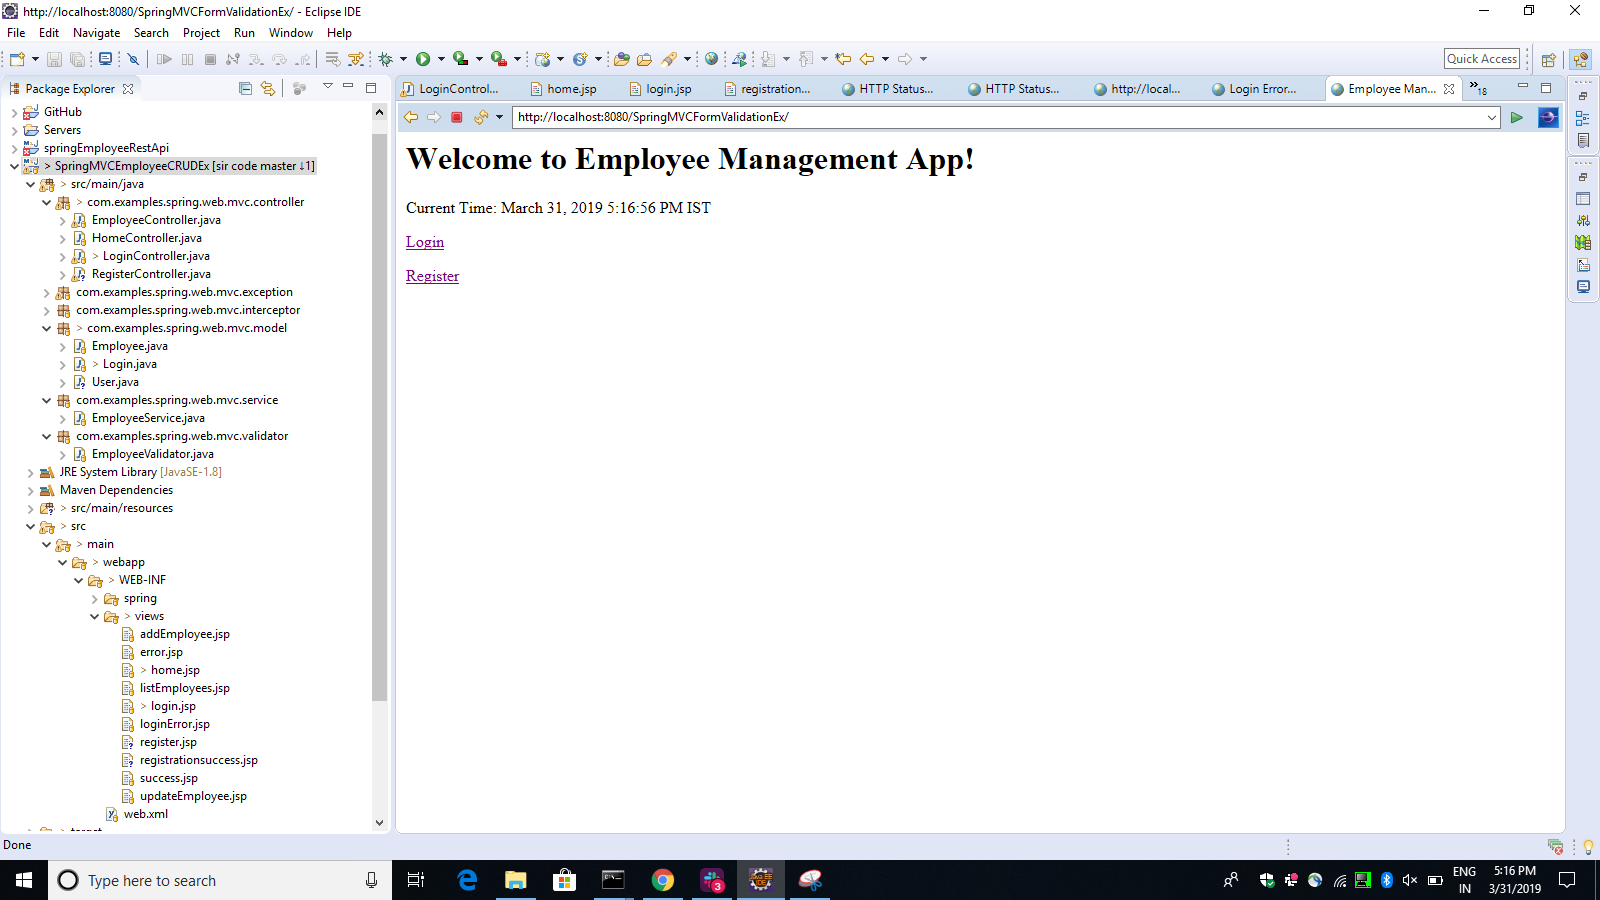 http://localhost:8080/SpringMVCFormValidationEx/ - Eclipse IDE
File Edit Navigate Search Project Run Window Help
Quick Access
Package Explorer
GitHub
Servers
springEmployeeRestApi
> SpringMVCEmployeeCRUDEx [sir code master ↓1]
> src/main/java
> com.examples.spring.web.mvc.controller
EmployeeController.java
HomeController.java
> LoginController.java
RegisterController.java
com.examples.spring.web.mvc.exception
com.examples.spring.web.mvc.interceptor
> com.examples.spring.web.mvc.model
Employee.java
> Login.java
User.java
com.examples.spring.web.mvc.service
EmployeeService.java
com.examples.spring.web.mvc.validator
EmployeeValidator.java
JRE System Library [JavaSE-1.8]
Maven Dependencies
> src/main/resources
> src
> main
> webapp
> WEB-INF
spring
> views
addEmployee.jsp
error.jsp
> home.jsp
listEmployees.jsp
> login.jsp
loginError.jsp
register.jsp
registrationsuccess.jsp
success.jsp
updateEmployee.jsp
web.xml
> target
LoginControl... home.jsp login.jsp registration... HTTP Status... HTTP Status... http://local... Login Error... Employee Man... »18
http://localhost:8080/SpringMVCFormValidationEx/
Welcome to Employee Management App!
Current Time: March 31, 2019 5:16:56 PM IST
Login
Register
Done
Type here to search
3
ENG
IN
5:16 PM
3/31/2019